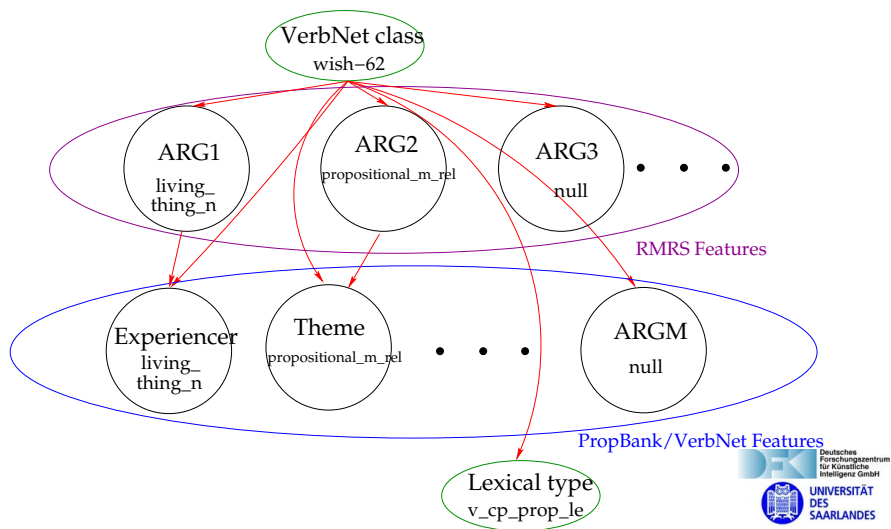 VerbNet class
wish−62
ARG1
living_
thing_n
ARG2
propositional_m_rel
ARG3
null
RMRS Features
Experiencer
living_
thing_n
Theme
propositional_m_rel
ARGM
null
PropBank/VerbNet Features
Lexical type
v_cp_prop_le
DFKI
Deutsches
Forschungszentrum
für Künstliche
Intelligenz GmbH
UNIVERSITÄT
DES
SAARLANDES